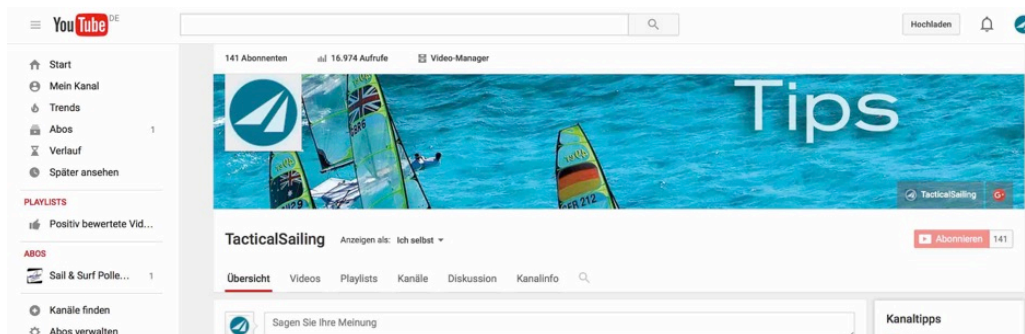 YouTube DE
Hochladen
Start
Mein Kanal
Trends
Abos 1
Verlauf
Später ansehen
PLAYLISTS
Positiv bewertete Vid...
ABOS
Sail & Surf Polle... 1
Kanäle finden
Abos verwalten
141 Abonnenten 16.974 Aufrufe Video-Manager
Tips
GER 212
TacticalSailing G+
TacticalSailing Anzeigen als: Ich selbst
Abonnieren 141
Übersicht Videos Playlists Kanäle Diskussion Kanalinfo
Sagen Sie Ihre Meinung
Kanaltipps